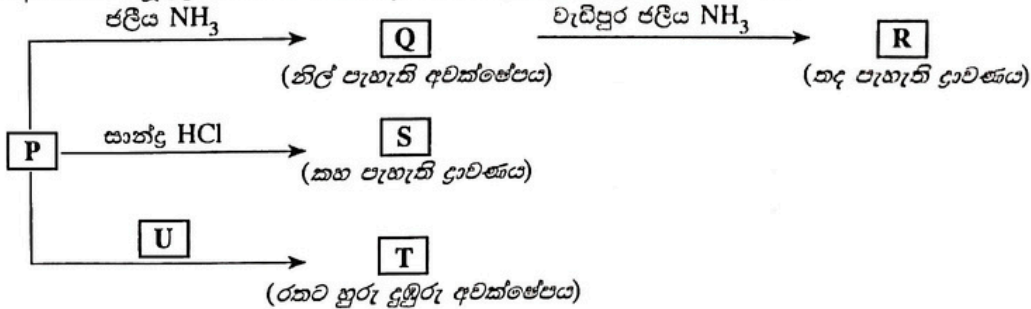 ජලීය NH3 වැඩිපුර ජලීය NH3
Q R
(නිල් පැහැති අවක්ෂේපය) (තද පැහැති ද්‍රාවණය)
සාන්ද්‍ර HCl
P S
(කහ පැහැති ද්‍රාවණය)
U
T
(රතට හුරු දුඹුරු අවක්ෂේපය)